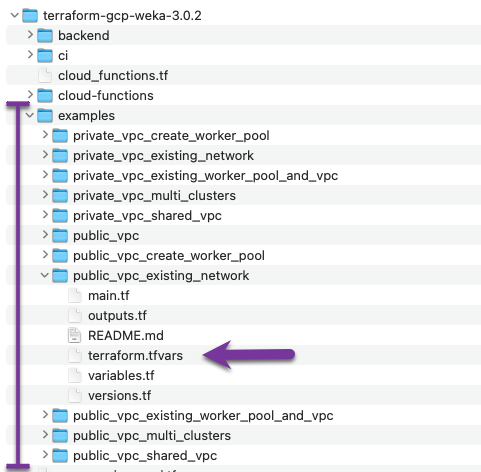 terraform-gcp-weka-3.0.2
backend
ci
cloud_functions.tf
cloud-functions
examples
private_vpc_create_worker_pool
private_vpc_existing_network
private_vpc_existing_worker_pool_and_vpc
private_vpc_multi_clusters
private_vpc_shared_vpc
public_vpc
public_vpc_create_worker_pool
public_vpc_existing_network
main.tf
outputs.tf
README.md
terraform.tfvars
variables.tf
versions.tf
public_vpc_existing_worker_pool_and_vpc
public_vpc_multi_clusters
public_vpc_shared_vpc